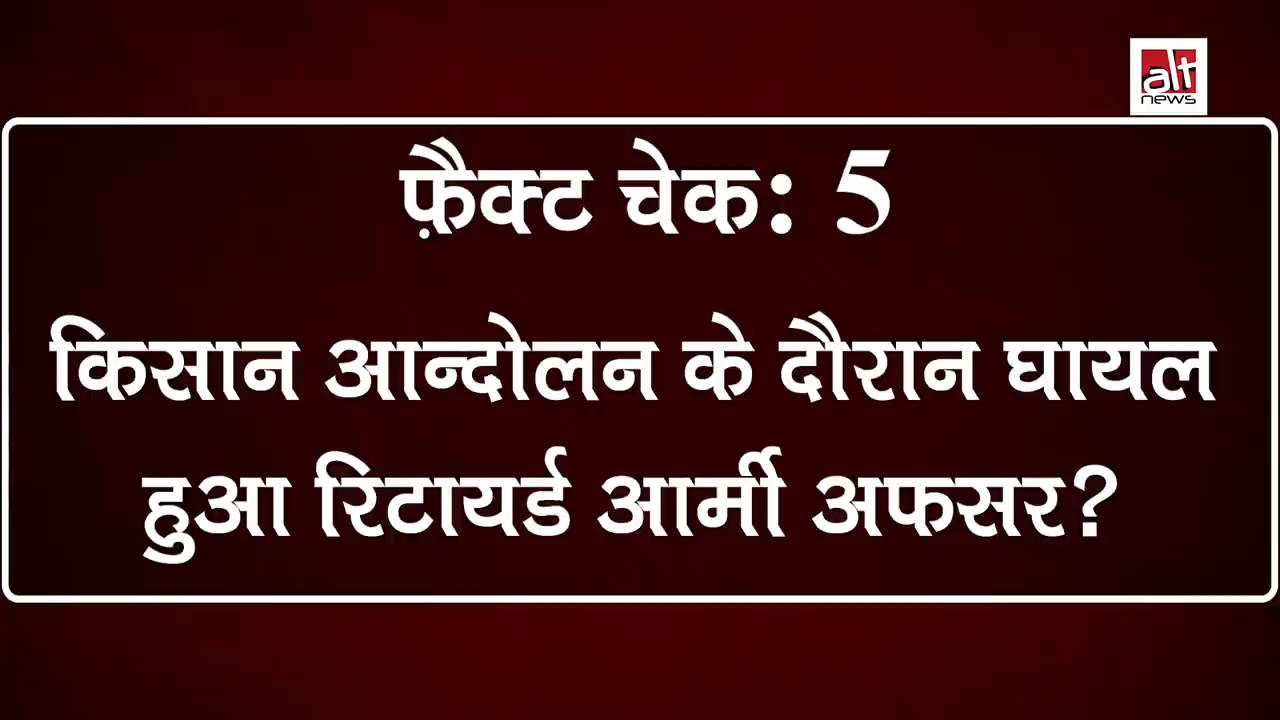 alt
news
फ़ैक्ट चेक: 5
किसान आन्दोलन के दौरान घायल
हुआ रिटायर्ड आर्मी अफसर?